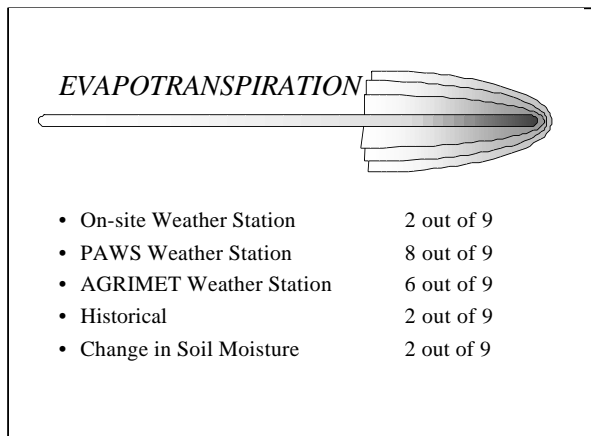 EVAPOTRANSPIRATION
• On-site Weather Station 2 out of 9
• PAWS Weather Station 8 out of 9
• AGRIMET Weather Station 6 out of 9
• Historical 2 out of 9
• Change in Soil Moisture 2 out of 9